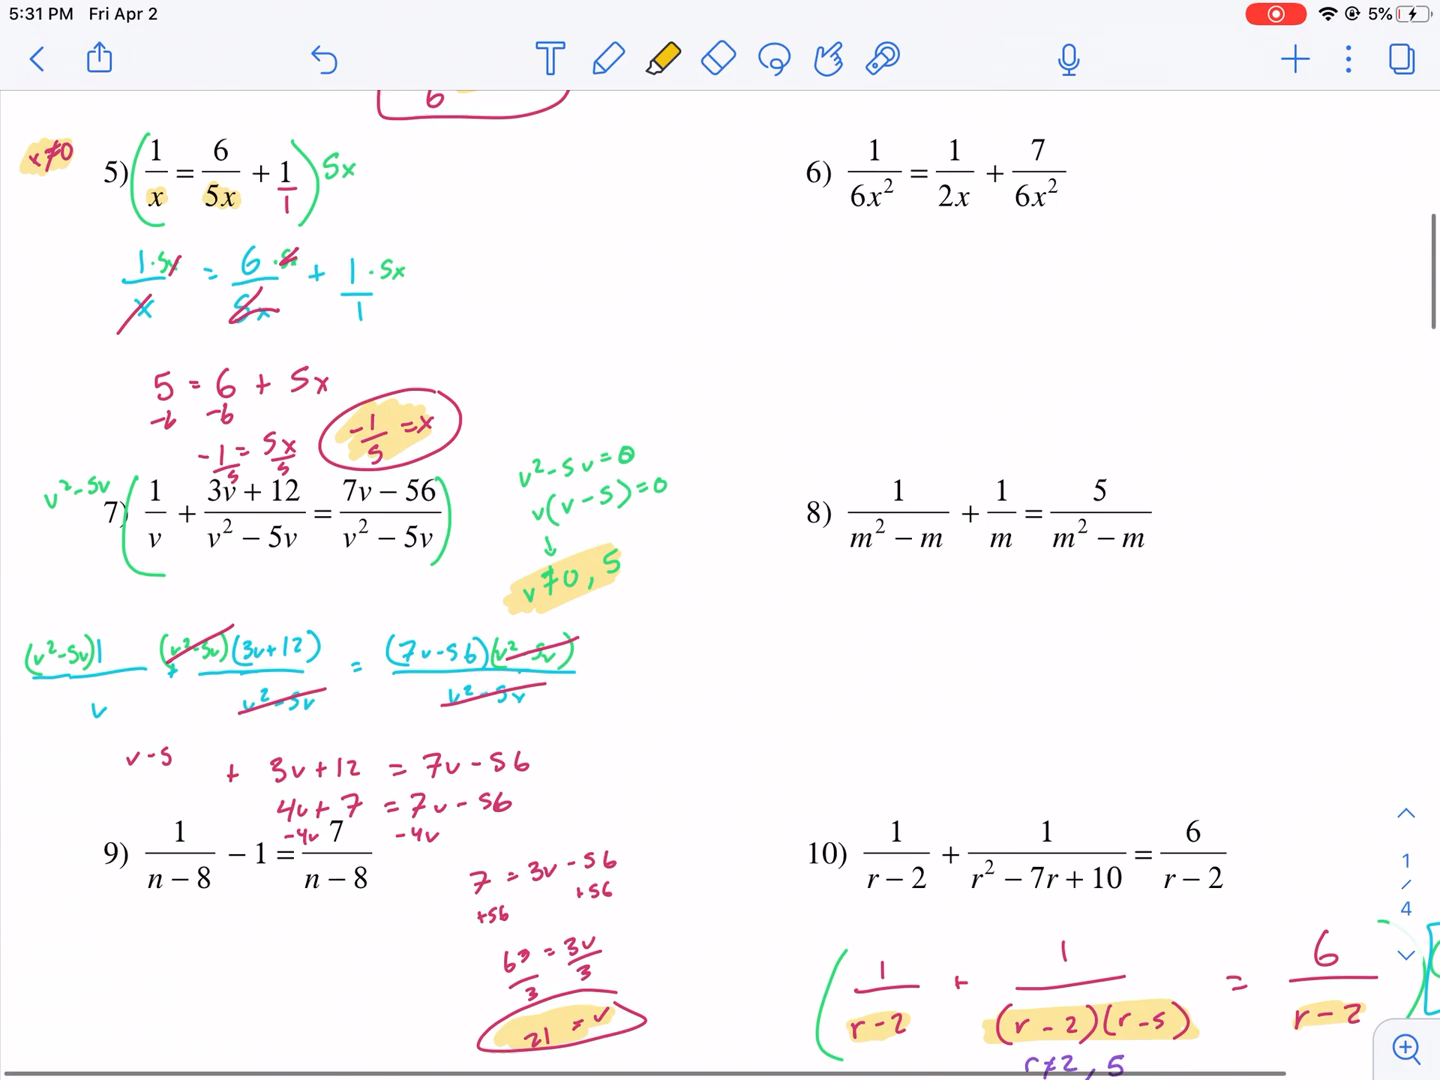 5:31 PM Fri Apr 2
5%
6
x≠0
5) (1/x = 6/5x + 1/1) 5x
6) 1/6x² = 1/2x + 7/6x²
1·5x/x = 6·5x/5x + 1/1 ·5x
5 = 6 + 5x
-6 -6
-1/5 = 5x/5
-1/5 = x
v²-5v
7) (1/v + 3v + 12/v² − 5v = 7v − 56/v² − 5v)
v²-5v=0
v(v-5)=0
↓
v≠0, 5
8) 1/m² − m + 1/m = 5/m² − m
(v²-5v)1/v + (v²-5v)(3v+12)/v²-5v = (7v-56)(v²-5v)/v²-5v
v-5 + 3v+12 = 7v-56
4v+7 = 7v-56
-4v -4v
7 = 3v-56
+56 +56
63/3 = 3v/3
21 = v
9) 1/n − 8 − 1 = 7/n − 8
10) 1/r − 2 + 1/r² − 7r + 10 = 6/r − 2
(1/r-2 + 1/(r-2)(r-5) = 6/r-2)
r≠2, 5
1
/
4